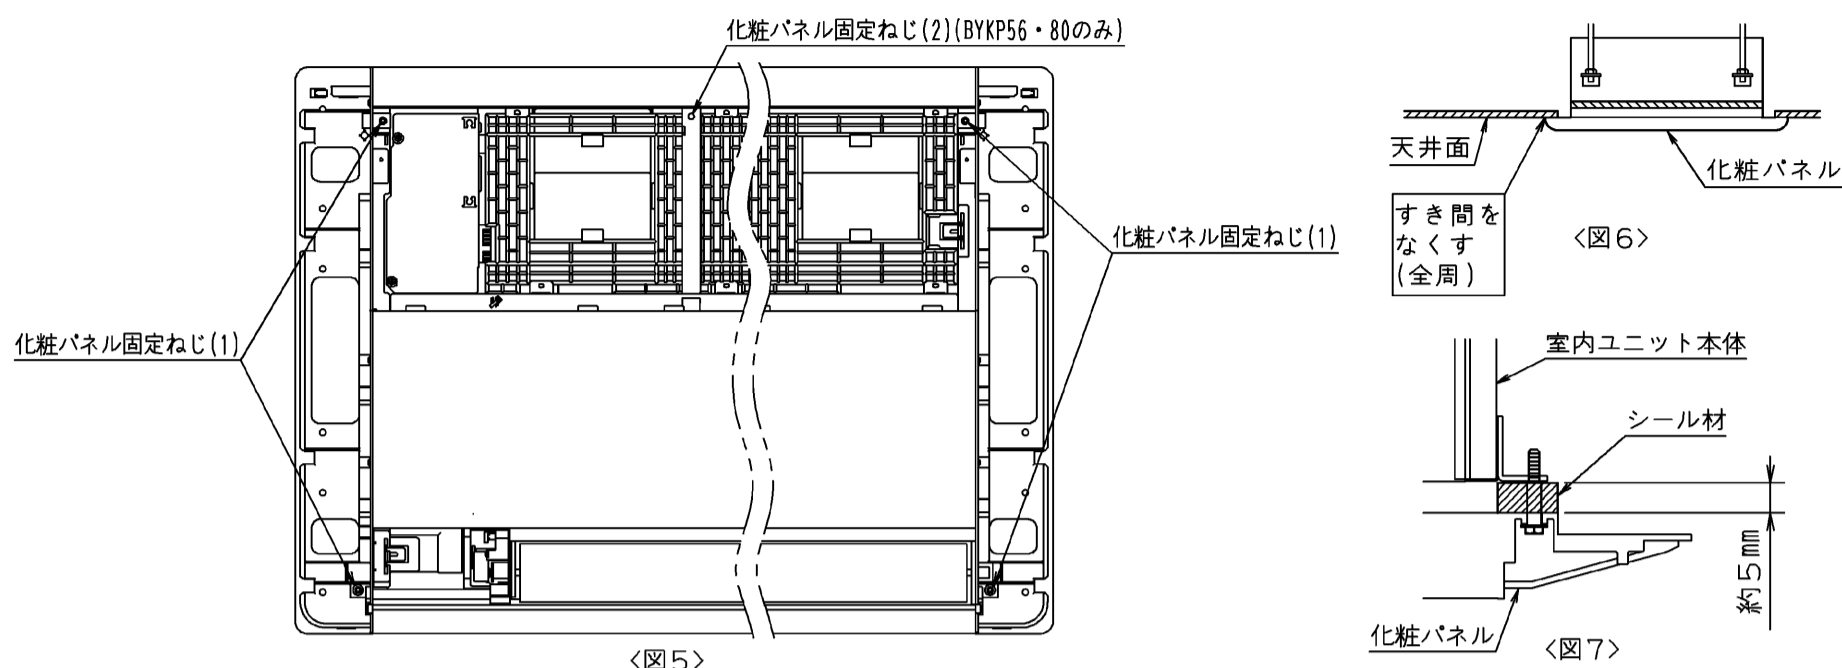 化粧パネル固定ねじ(2)(BYKP56・80のみ)
化粧パネル固定ねじ(1)
化粧パネル固定ねじ(1)
〈図5〉
天井面
化粧パネル
すき間を
なくす
(全周)
〈図6〉
室内ユニット本体
シール材
約5mm
化粧パネル
〈図7〉